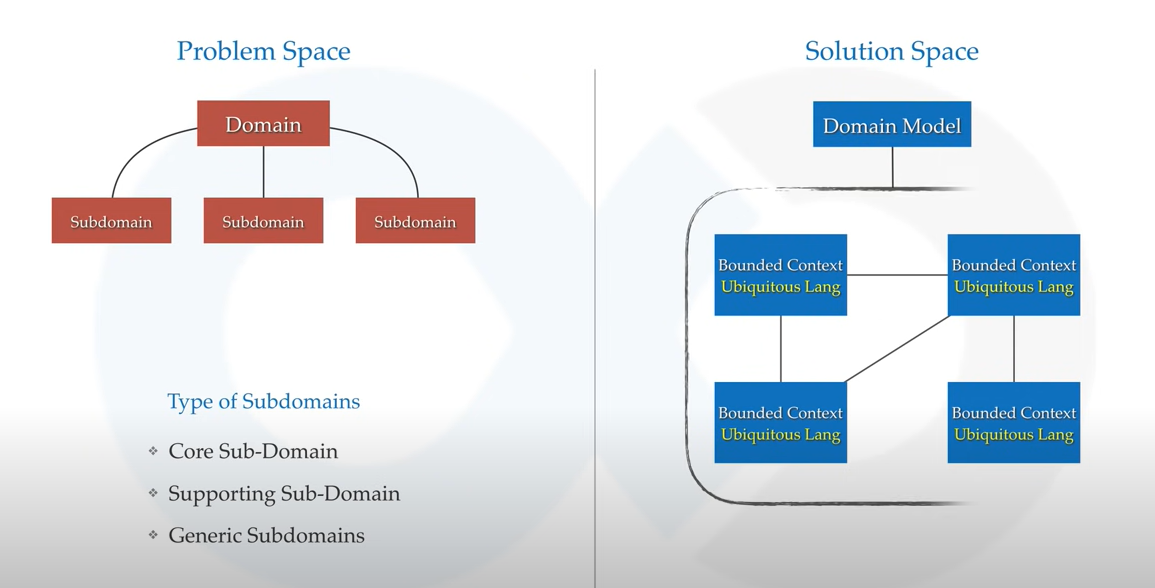 Problem Space
Domain
Subdomain
Subdomain
Subdomain
Type of Subdomains
Core Sub-Domain
Supporting Sub-Domain
Generic Subdomains
Solution Space
Domain Model
Bounded Context
Ubiquitous Lang
Bounded Context
Ubiquitous Lang
Bounded Context
Ubiquitous Lang
Bounded Context
Ubiquitous Lang